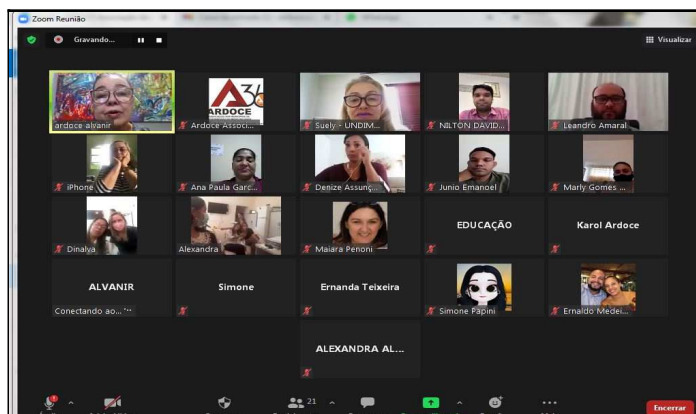 Zoom Reunião
Gravando...
Visualizar
A36
ARDOCE
ardoce alvanir
Ardoce Associ...
Suely - UNDIM...
NILTON DAVID...
Leandro Amaral
iPhone
Ana Paula Garc...
Denize Assunç...
Junio Emanoel
Marly Gomes ...
Dinalya
Alexandra
Maiara Penoni
EDUCAÇÃO
Karol Ardoce
ALVANIR
Conectando ao...
Simone
Ernanda Teixeira
Simone Papini
Ernaldo Medei...
ALEXANDRA AL...
21
Encerrar